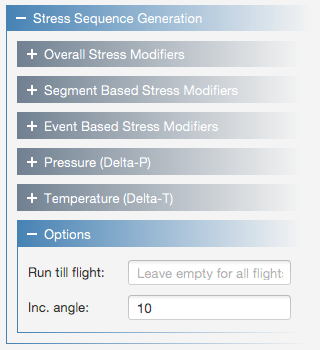 Stress Sequence Generation
Overall Stress Modifiers
Segment Based Stress Modifiers
Event Based Stress Modifiers
Pressure (Delta-P)
Temperature (Delta-T)
Options
Run till flight: Leave empty for all flights
Inc. angle: 10